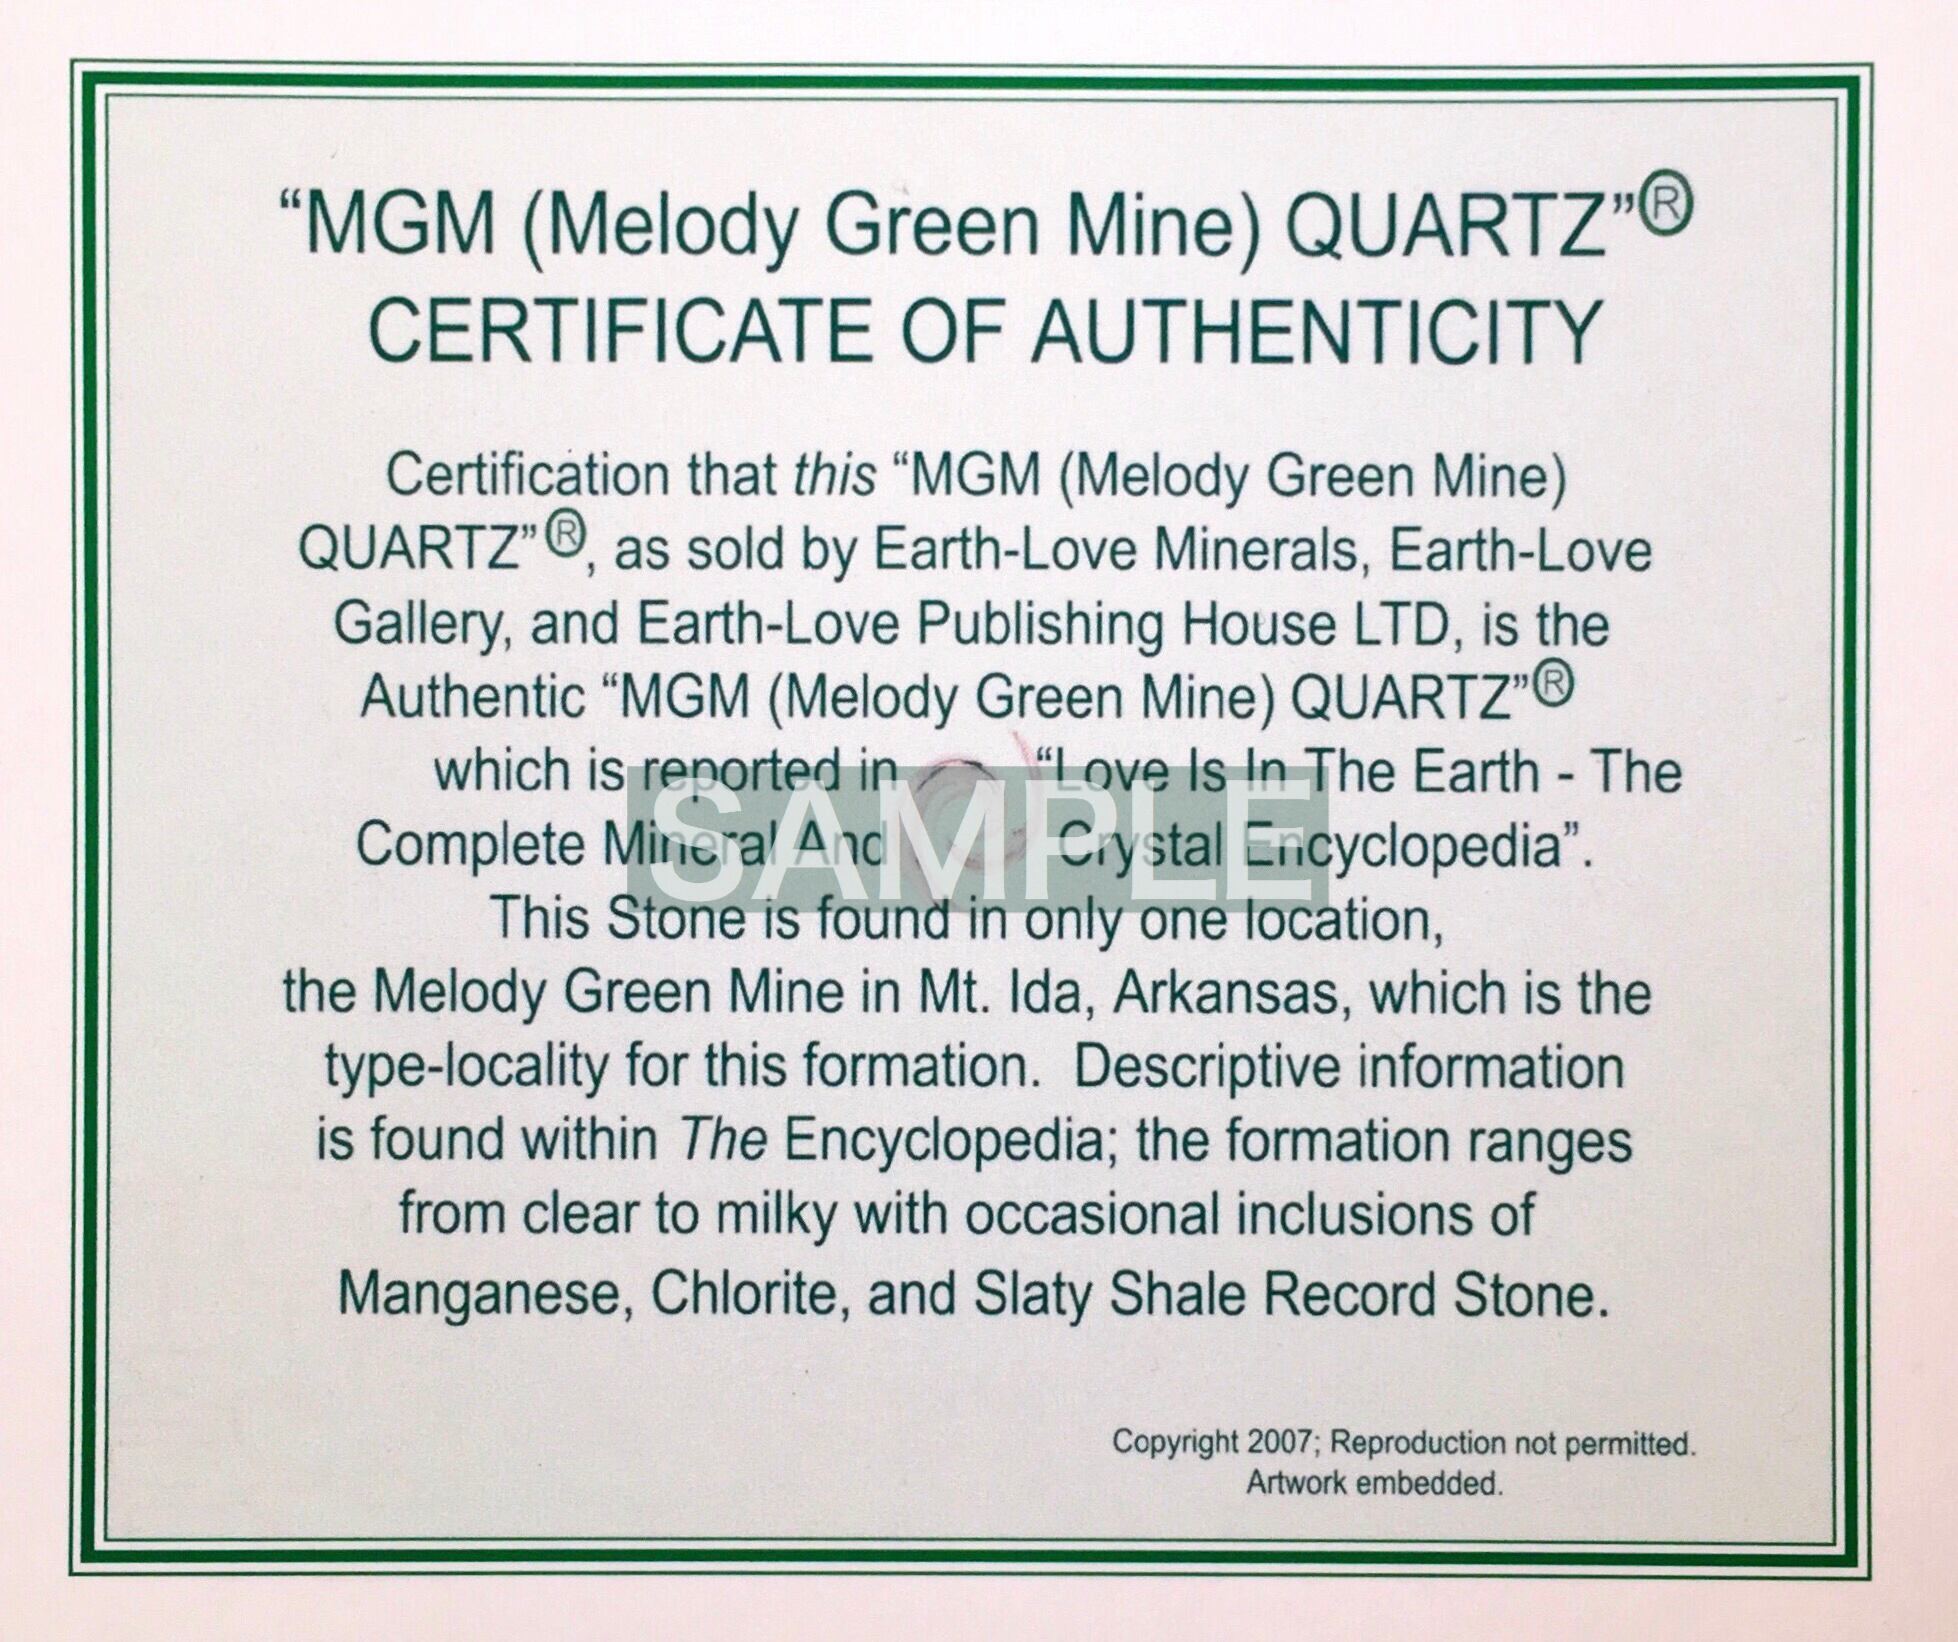 “MGM (Melody Green Mine) QUARTZ”®
CERTIFICATE OF AUTHENTICITY
Certification that this “MGM (Melody Green Mine)
QUARTZ”®, as sold by Earth-Love Minerals, Earth-Love
Gallery, and Earth-Love Publishing House LTD, is the
Authentic “MGM (Melody Green Mine) QUARTZ”®
which is reported in “Love Is In The Earth - The
Complete Mineral And Crystal Encyclopedia”.
SAMPLE
This Stone is found in only one location,
the Melody Green Mine in Mt. Ida, Arkansas, which is the
type-locality for this formation. Descriptive information
is found within The Encyclopedia; the formation ranges
from clear to milky with occasional inclusions of
Manganese, Chlorite, and Slaty Shale Record Stone.
Copyright 2007; Reproduction not permitted.
Artwork embedded.